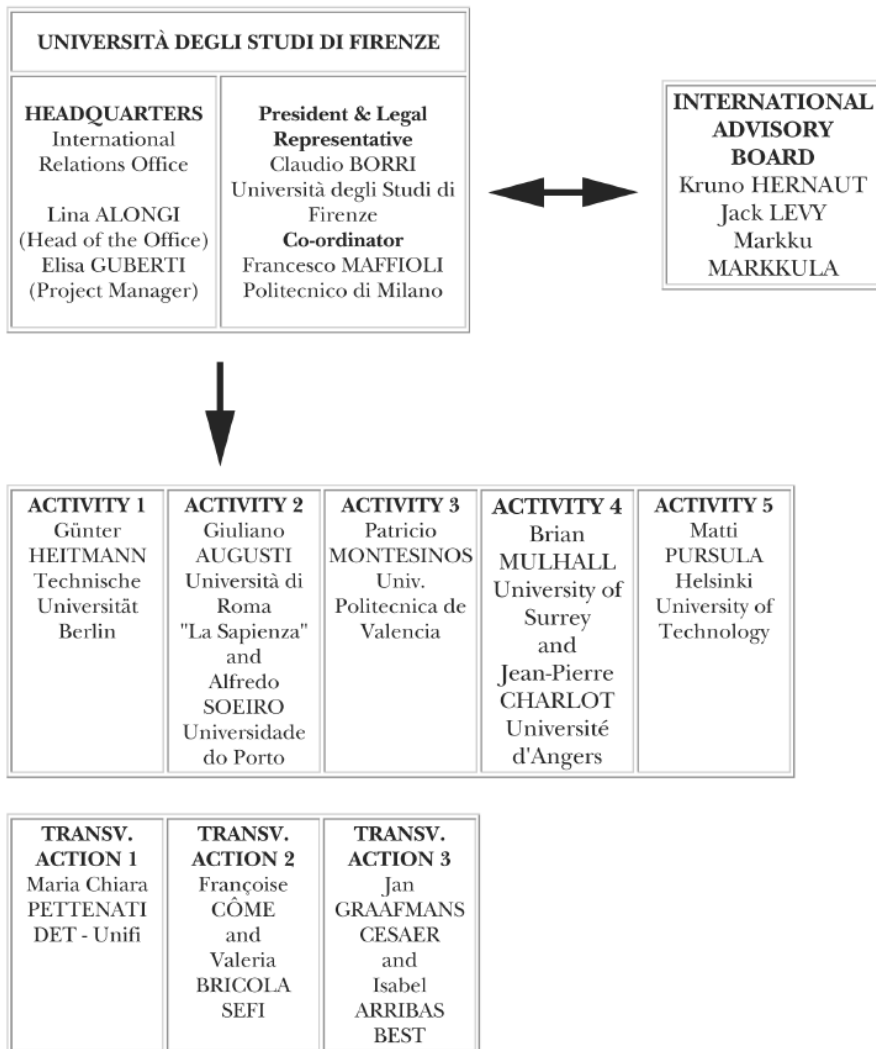 UNIVERSITÀ DEGLI STUDI DI FIRENZE
HEADQUARTERS
International
Relations Office
Lina ALONGI
(Head of the Office)
Elisa GUBERTI
(Project Manager)
President & Legal
Representative
Claudio BORRI
Università degli Studi di
Firenze
Co-ordinator
Francesco MAFFIOLI
Politecnico di Milano
INTERNATIONAL
ADVISORY
BOARD
Kruno HERNAUT
Jack LEVY
Markku
MARKKULA
ACTIVITY 1
Günter
HEITMANN
Technische
Universität
Berlin
ACTIVITY 2
Giuliano
AUGUSTI
Università di
Roma
"La Sapienza"
and
Alfredo
SOEIRO
Universidade
do Porto
ACTIVITY 3
Patricio
MONTESINOS
Univ.
Politecnica de
Valencia
ACTIVITY 4
Brian
MULHALL
University of
Surrey
and
Jean-Pierre
CHARLOT
Université
d'Angers
ACTIVITY 5
Matti
PURSULA
Helsinki
University of
Technology
TRANSV.
ACTION 1
Maria Chiara
PETTENATI
DET - Unifi
TRANSV.
ACTION 2
Françoise
CÔME
and
Valeria
BRICOLA
SEFI
TRANSV.
ACTION 3
Jan
GRAAFMANS
CESAER
and
Isabel
ARRIBAS
BEST